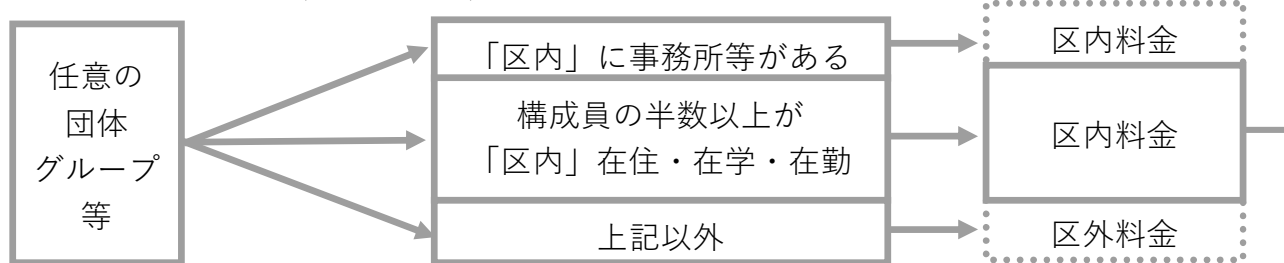 任意の
団体
グループ
等
「区内」に事務所等がある
構成員の半数以上が
「区内」在住・在学・在勤
上記以外
区内料金
区内料金
区外料金